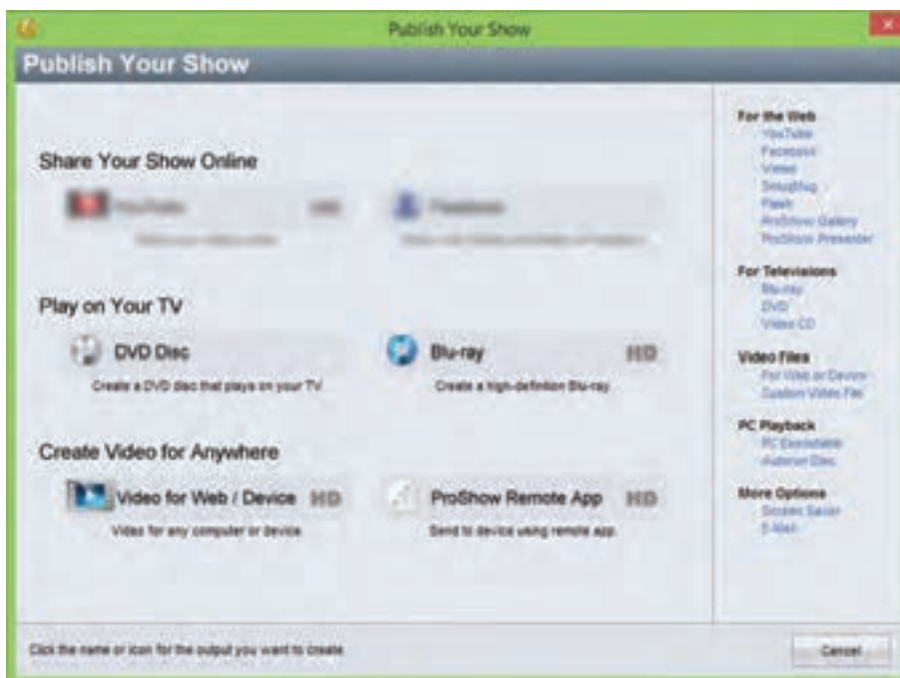 Publish Your Show
Publish Your Show
Share Your Show Online
Play on Your TV
DVD Disc
Create a DVD disc that plays on your TV
Blu-ray HD
Create a high-definition Blu-ray
Create Video for Anywhere
Video for Web / Device HD
Video for any computer or device
ProShow Remote App HD
Send to device using remote app.
For the Web
YouTube
Facebook
Vimeo
SmugMug
Flash
ProShow Gallery
ProShow Presenter
For Televisions
Blu-ray
DVD
Video CD
Video Files
For Web or Device
Custom Video File
PC Playback
PC Executable
Autorun Disc
More Options
Screen Saver
E-Mail
Click the name or icon for the output you want to create.
Cancel